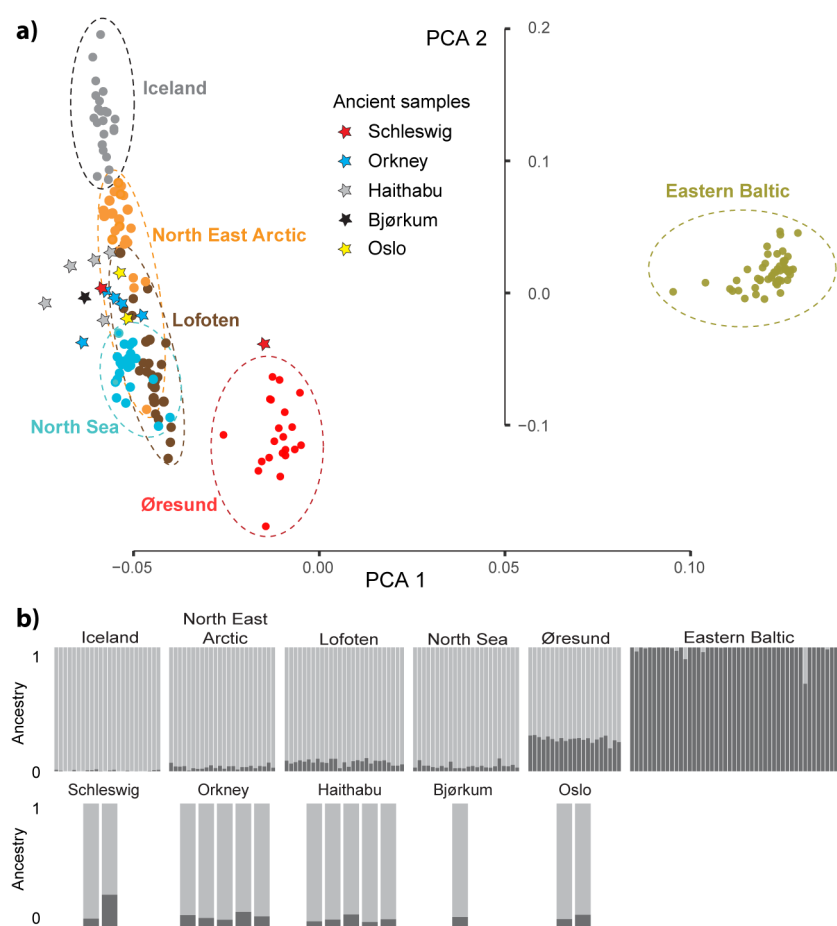 a)
PCA 2
0.2
Iceland
Ancient samples
Schleswig
Orkney
Haithabu
Bjørkum
Oslo
0.1
Eastern Baltic
North East Arctic
0.0
Lofoten
North Sea
-0.1
Øresund
-0.05
0.00
0.05
0.10
PCA 1
b)
Iceland
North East
Arctic
Lofoten
North Sea
Øresund
Eastern Baltic
1
Ancestry
0
Schleswig
Orkney
Haithabu
Bjørkum
Oslo
1
Ancestry
0